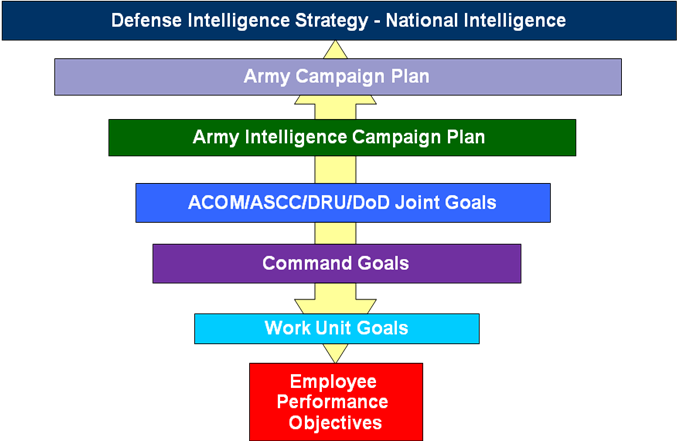 Defense Intelligence Strategy - National Intelligence
Army Campaign Plan
Army Intelligence Campaign Plan
ACOM/ASCC/DRU/DoD Joint Goals
Command Goals
Work Unit Goals
Employee
Performance
Objectives